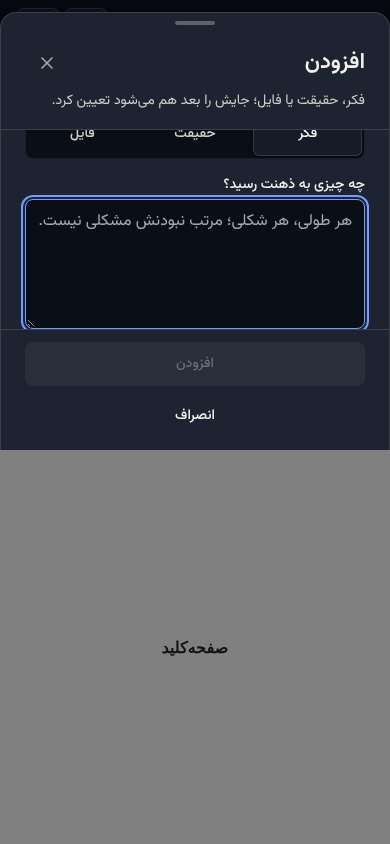 افزودن
فکر، حقیقت یا فایل؛ جایش را بعد هم می‌شود تعیین کرد.
فکر
حقیقت
فایل
چه چیزی به ذهنت رسید؟
هر طولی، هر شکلی؛ مرتب نبودنش مشکلی نیست.
افزودن
انصراف
صفحه‌کلید